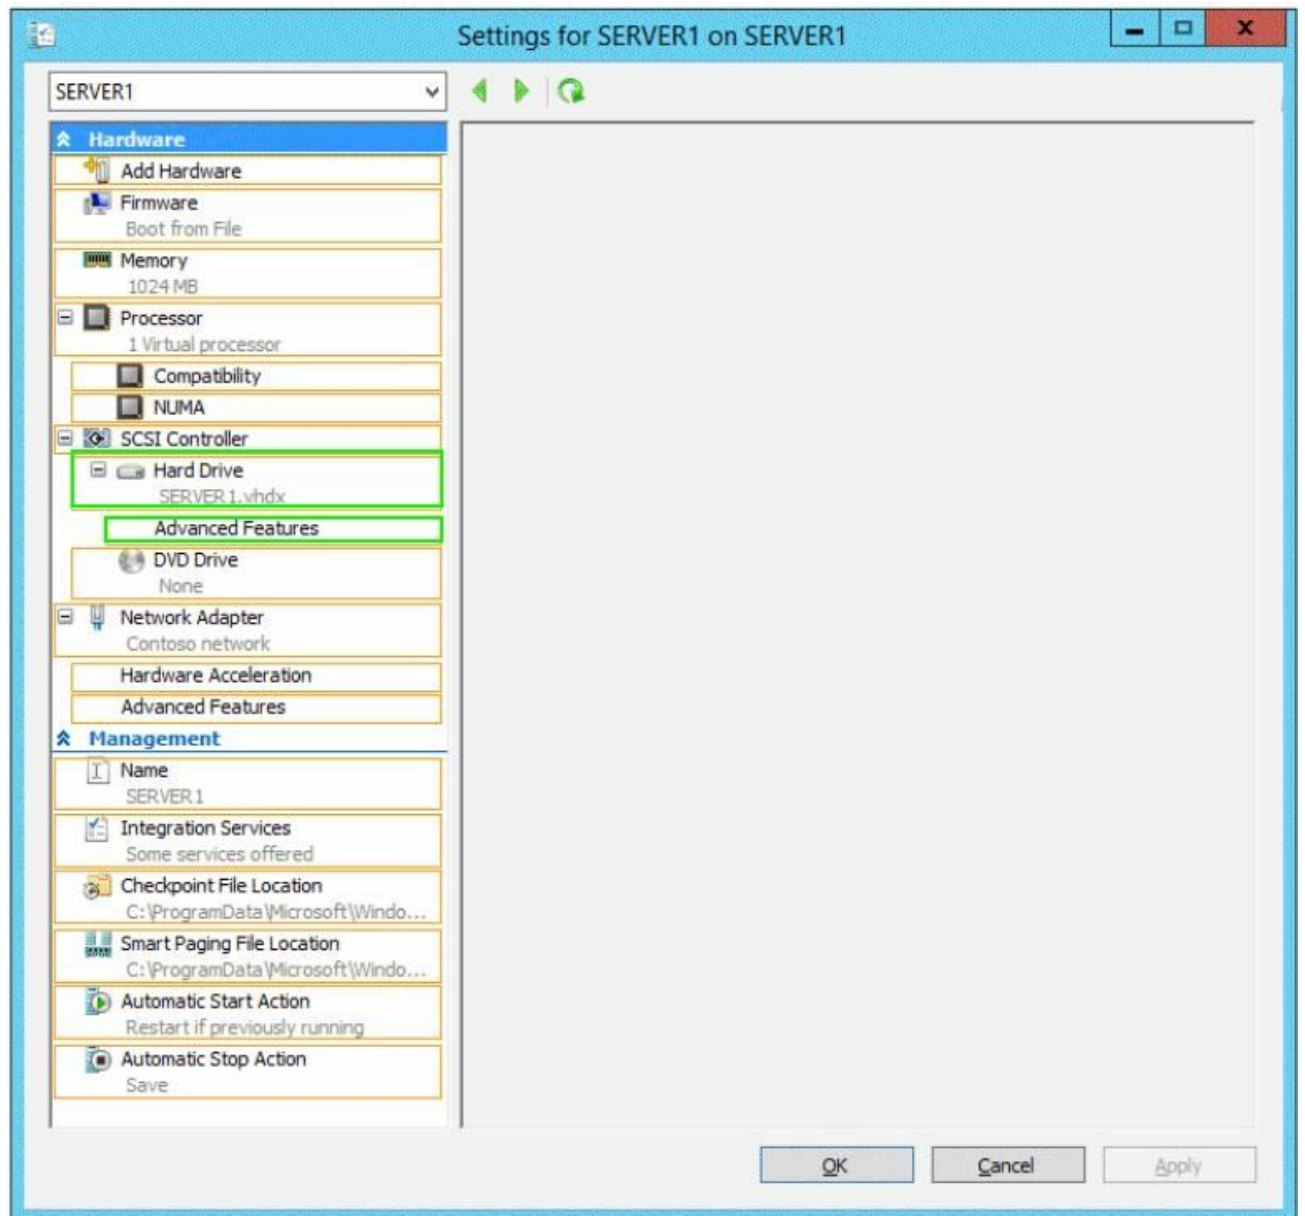 Settings for SERVER1 on SERVER1
SERVER1
Hardware
Add Hardware
Firmware
Boot from File
Memory
1024 MB
Processor
1 Virtual processor
Compatibility
NUMA
SCSI Controller
Hard Drive
SERVER1.vhdx
Advanced Features
DVD Drive
None
Network Adapter
Contoso network
Hardware Acceleration
Advanced Features
Management
Name
SERVER1
Integration Services
Some services offered
Checkpoint File Location
C:\ProgramData\Microsoft\Windo...
Smart Paging File Location
C:\ProgramData\Microsoft\Windo...
Automatic Start Action
Restart if previously running
Automatic Stop Action
Save
OK Cancel Apply